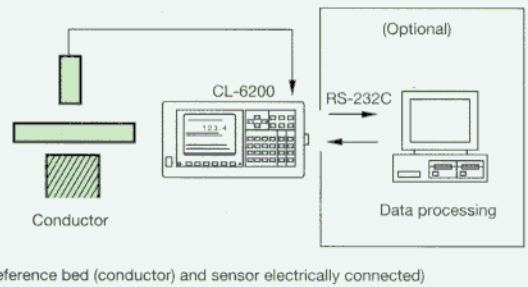 (Optional)
CL-6200
RS-232C
123.4
Conductor
Data processing
eference bed (conductor) and sensor electrically connected)